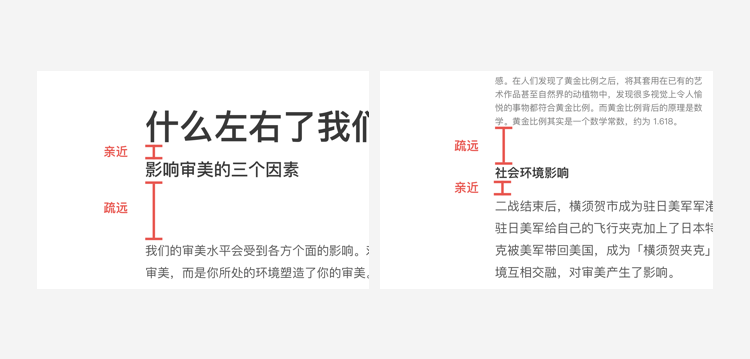 什么左右了我们
亲近
影响审美的三个因素
疏远
我们的审美水平会受到各方个面的影响。
审美,而是你所处的环境塑造了你的审美。
感。在人们发现了黄金比例之后,将其套用在已有的艺
术作品甚至自然界的动植物中,发现很多视觉上令人愉
悦的事物都符合黄金比例。而黄金比例背后的原理是数
学。黄金比例其实是一个数学常数,约为 1.618。
疏远
社会环境影响
亲近
二战结束后,横须贺市成为驻日美军军港
驻日美军给自己的飞行夹克加上了日本特
克被美军带回美国,成为「横须贺夹克」
境互相交融,对审美产生了影响。